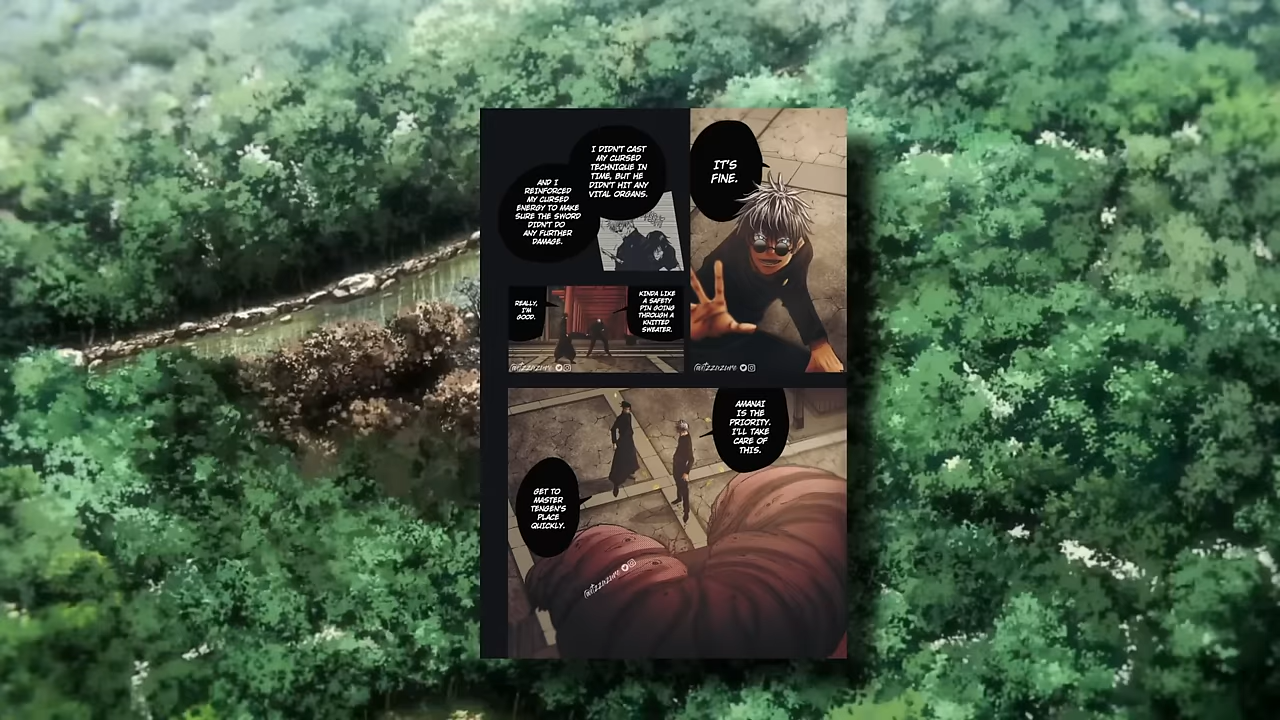 IT'S
FINE.
I DIDN'T CAST
MY CURSED
TECHNIQUE IN
TIME, BUT HE
DIDN'T HIT ANY
VITAL ORGANS.
AND I
REINFORCED
MY CURSED
ENERGY TO MAKE
SURE THE SWORD
DIDN'T DO
ANY FURTHER
DAMAGE.
KINDA LIKE
A SAFETY
PIN GOING
THROUGH A
KNITTED
SWEATER.
REALLY,
I'M
GOOD.
AMANAI
IS THE
PRIORITY.
I'LL TAKE
CARE OF
THIS.
GET TO
MASTER
TENGEN'S
PLACE
QUICKLY.